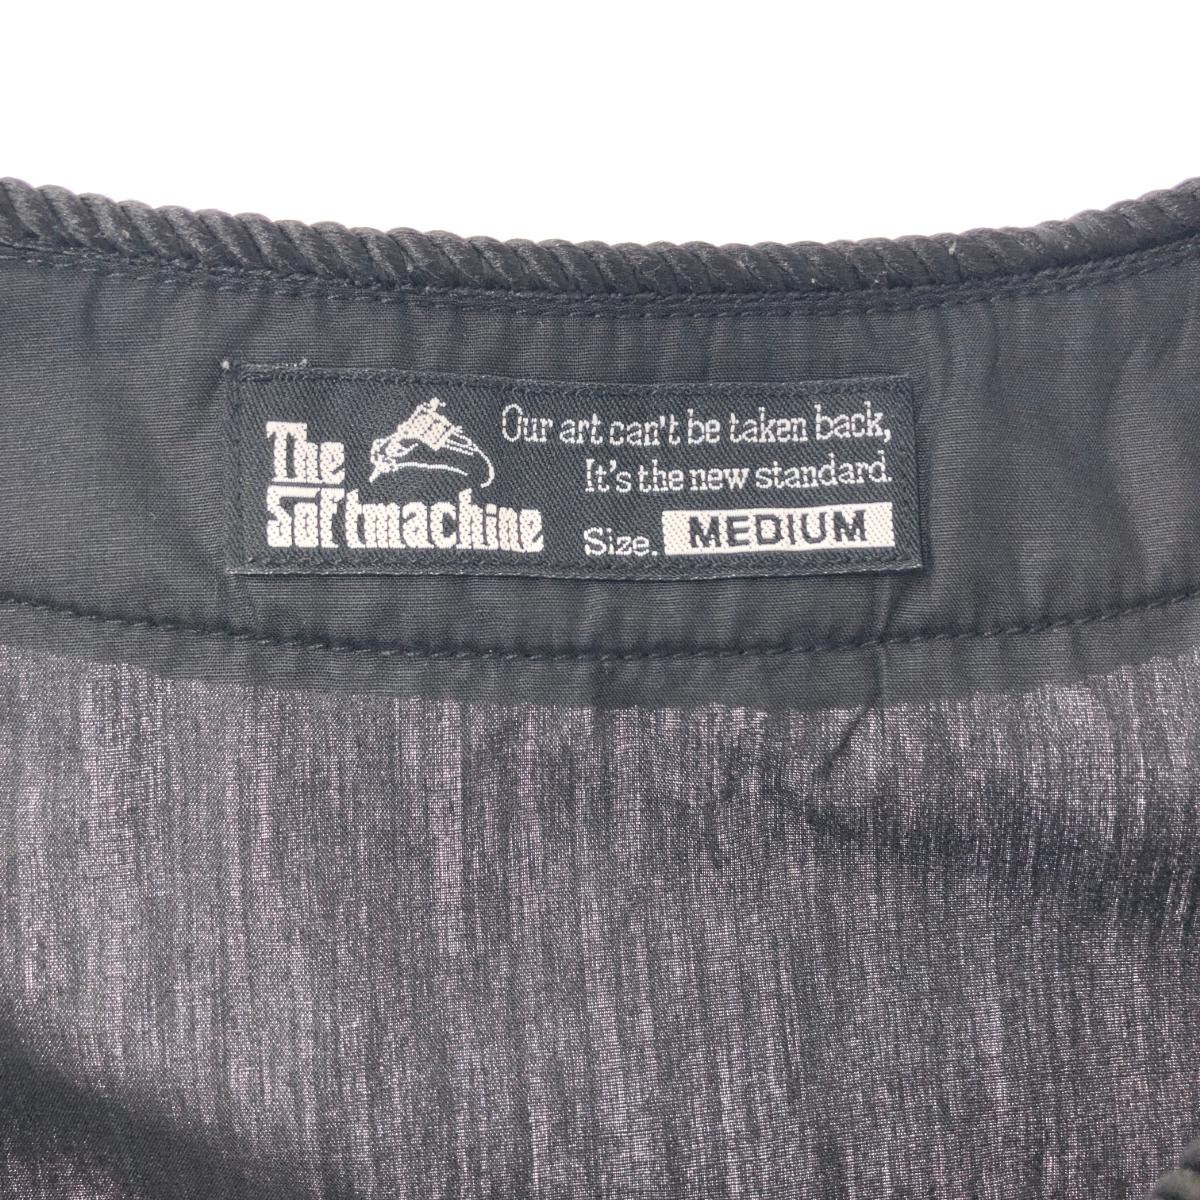 The
Softmachine
Our art can't be taken back,
It's the new standard.
Size. MEDIUM